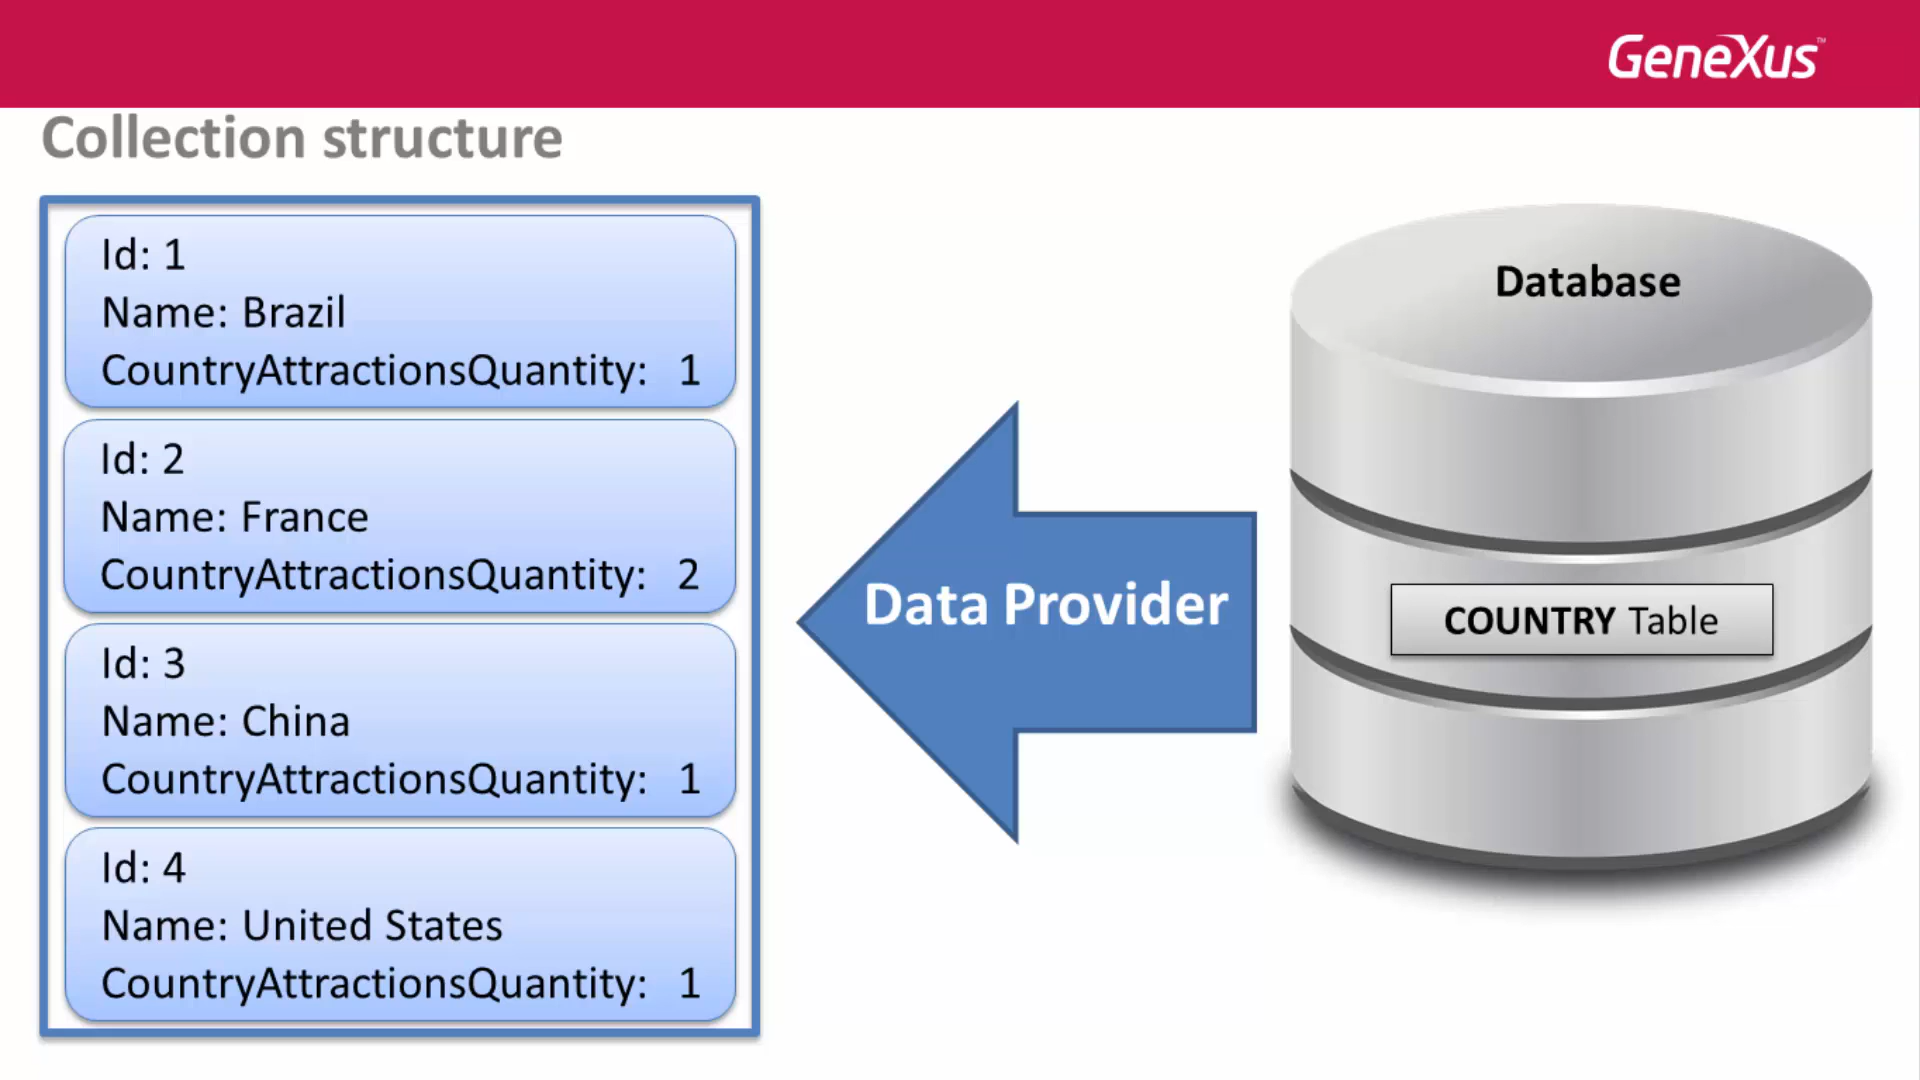 GeneXus™
Collection structure
Id: 1
Name: Brazil
CountryAttractionsQuantity: 1
Id: 2
Name: France
CountryAttractionsQuantity: 2
Id: 3
Name: China
CountryAttractionsQuantity: 1
Id: 4
Name: United States
CountryAttractionsQuantity: 1
Data Provider
Database
COUNTRY Table